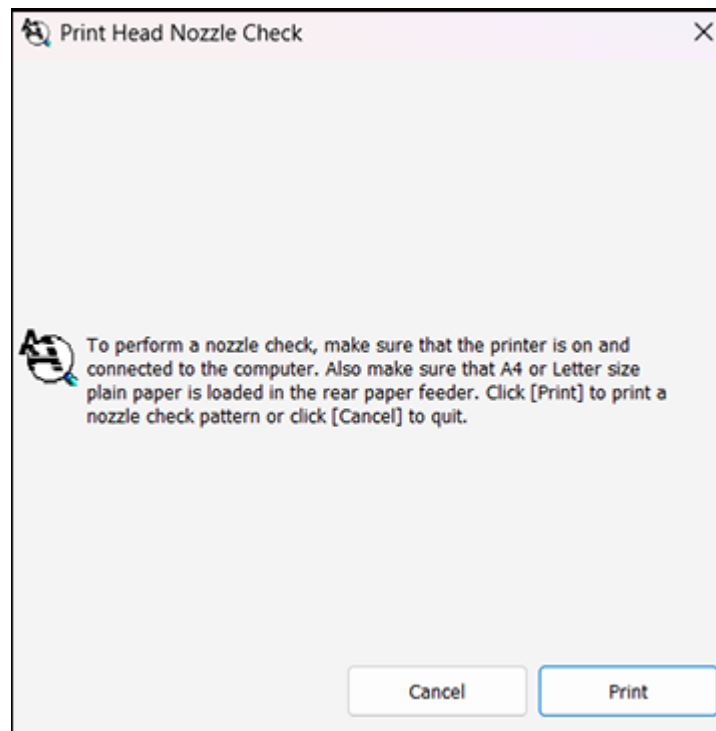 Print Head Nozzle Check
To perform a nozzle check, make sure that the printer is on and
connected to the computer. Also make sure that A4 or Letter size
plain paper is loaded in the rear paper feeder. Click [Print] to print a
nozzle check pattern or click [Cancel] to quit.
Cancel
Print